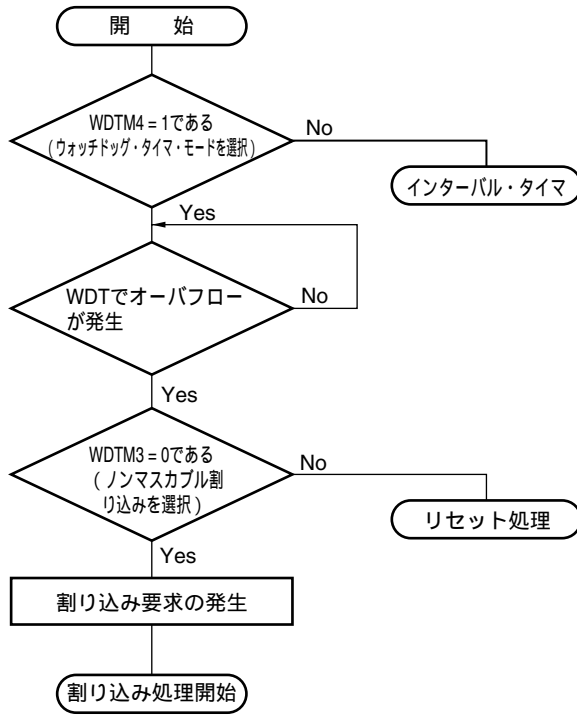 開　始
WDTM4 = 1である
(ウォッチドッグ・タイマ・モードを選択)
No
インターバル・タイマ
Yes
WDTでオーバフロー
が発生
No
Yes
WDTM3 = 0である
(ノンマスカブル割
り込みを選択)
No
リセット処理
Yes
割り込み要求の発生
割り込み処理開始